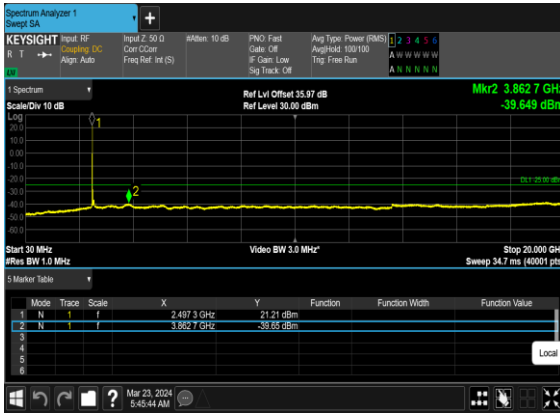 Spectrum Analyzer 1
Swept SA
+
KEYSIGHT Input: RF Input Z: 50 Ω #Atten: 10 dB PNO: Fast Avg Type: Power (RMS) 1 2 3 4 5 6
R T Coupling: DC Corr CCorr Gate: Off Avg|Hold: 100/100 A W W W W W
Align: Auto Freq Ref: Int (S) IF Gain: Low Trig: Free Run
LXI Sig Track: Off A N N N N N
1 Spectrum Mkr2 3.862 7 GHz
Scale/Div 10 dB Ref Lvl Offset 35.97 dB -39.649 dBm
Log Ref Level 30.00 dBm
20.0
1
10.0
0.00
-10.0
-20.0 DL1 -25.00 dBm
-30.0
2
-40.0
-50.0
-60.0
Start 30 MHz Video BW 3.0 MHz* Stop 20.000 GHz
#Res BW 1.0 MHz Sweep 34.7 ms (40001 pts)
5 Marker Table
Mode Trace Scale X Y Function Function Width Function Value
1 N 1 f 2.497 3 GHz 21.21 dBm
2 N 1 f 3.862 7 GHz -39.65 dBm
3
4
5
6
Local
? Mar 23, 2024
5:45:44 AM